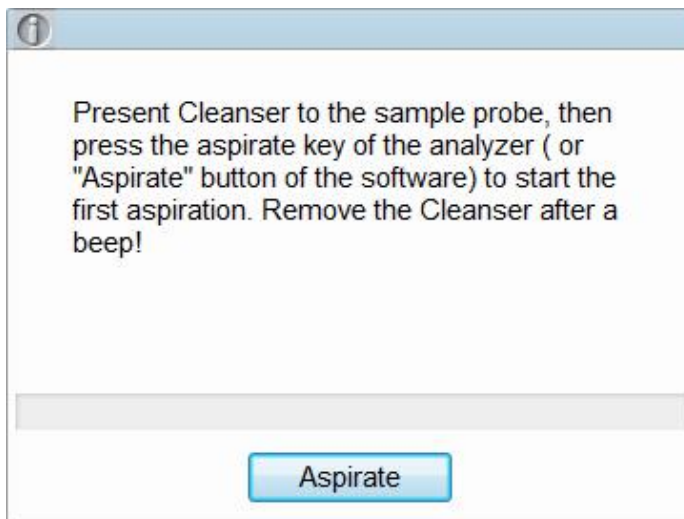 Present Cleanser to the sample probe, then
press the aspirate key of the analyzer ( or
"Aspirate" button of the software) to start the
first aspiration. Remove the Cleanser after a
beep!
Aspirate